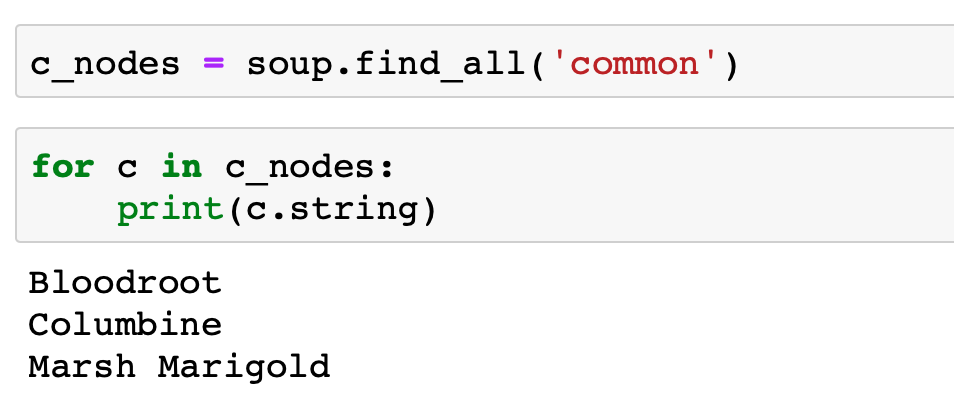 c_nodes = soup.find_all('common')
for c in c_nodes:
    print(c.string)
Bloodroot
Columbine
Marsh Marigold